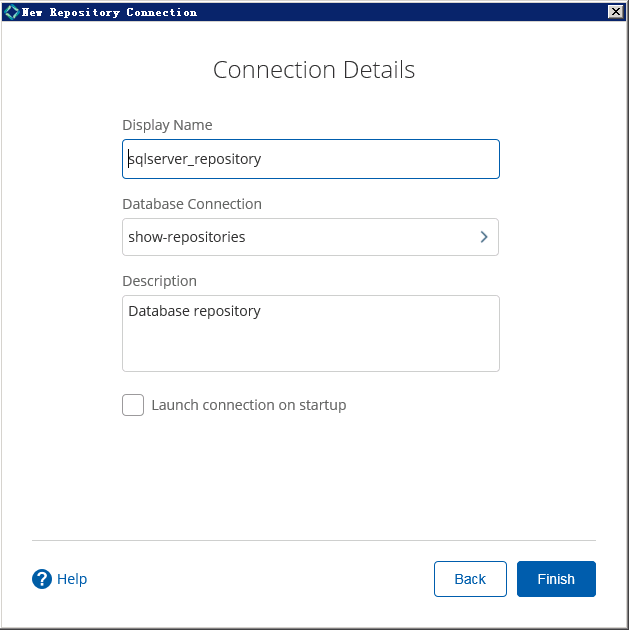 New Repository Connection
Connection Details
Display Name
sqlserver_repository
Database Connection
show-repositories
Description
Database repository
Launch connection on startup
? Help
Back
Finish